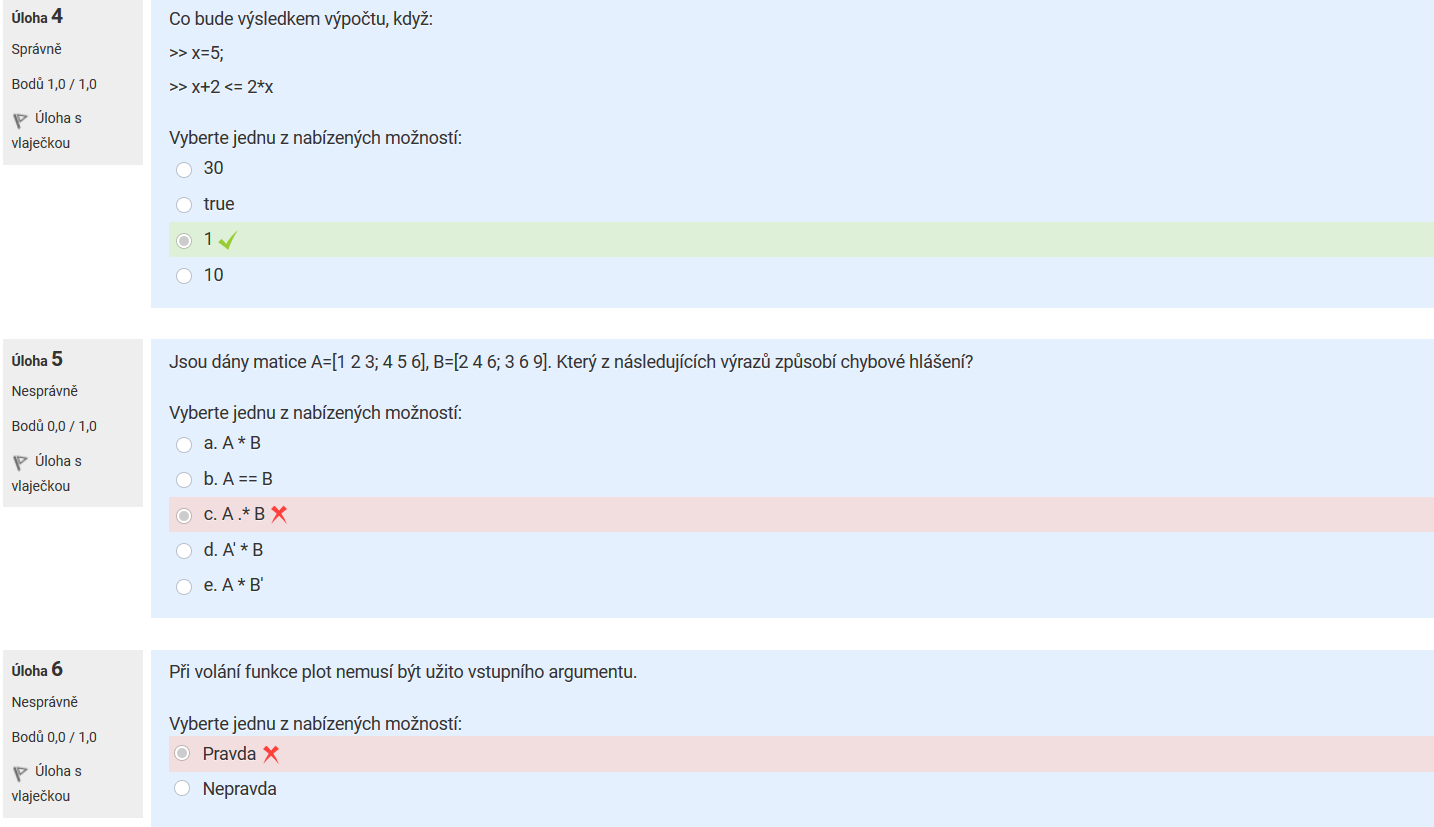 Úloha 4
Správně
Bodů 1,0 / 1,0
Úloha s
vlaječkou
Co bude výsledkem výpočtu, když:
>> x=5;
>> x+2 <= 2*x
Vyberte jednu z nabízených možností:
30
true
1
10
Úloha 5
Nesprávně
Bodů 0,0 / 1,0
Úloha s
vlaječkou
Jsou dány matice A=[1 2 3; 4 5 6], B=[2 4 6; 3 6 9]. Který z následujících výrazů způsobí chybové hlášení?
Vyberte jednu z nabízených možností:
a. A * B
b. A == B
c. A .* B
d. A' * B
e. A * B'
Úloha 6
Nesprávně
Bodů 0,0 / 1,0
Úloha s
vlaječkou
Při volání funkce plot nemusí být užito vstupního argumentu.
Vyberte jednu z nabízených možností:
Pravda
Nepravda